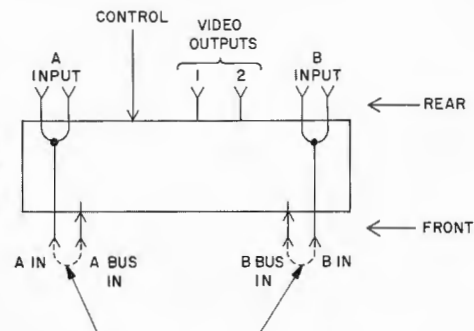 CONTROL
VIDEO
OUTPUTS
1 2
A
INPUT
B
INPUT
REAR
FRONT
A IN
A BUS
IN
B BUS
IN
B IN